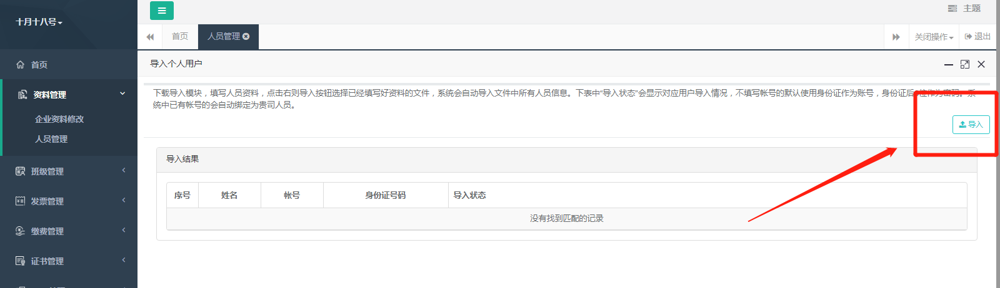 十月十八号
主题
首页
人员管理
关闭操作
退出
首页
资料管理
企业资料修改
人员管理
班级管理
发票管理
缴费管理
证书管理
导入个人用户
下载导入模块，填写人员资料，点击右则导入按钮选择已经填写好资料的文件，系统会自动导入文件中所有人员信息。下表中“导入状态”会显示对应用户导入情况，不填写帐号的默认使用身份证作为账号，身份证后 位作为密码。系
统中已有帐号的会自动绑定为贵司人员。
导入
导入结果
序号 姓名 帐号 身份证号码 导入状态
没有找到匹配的记录